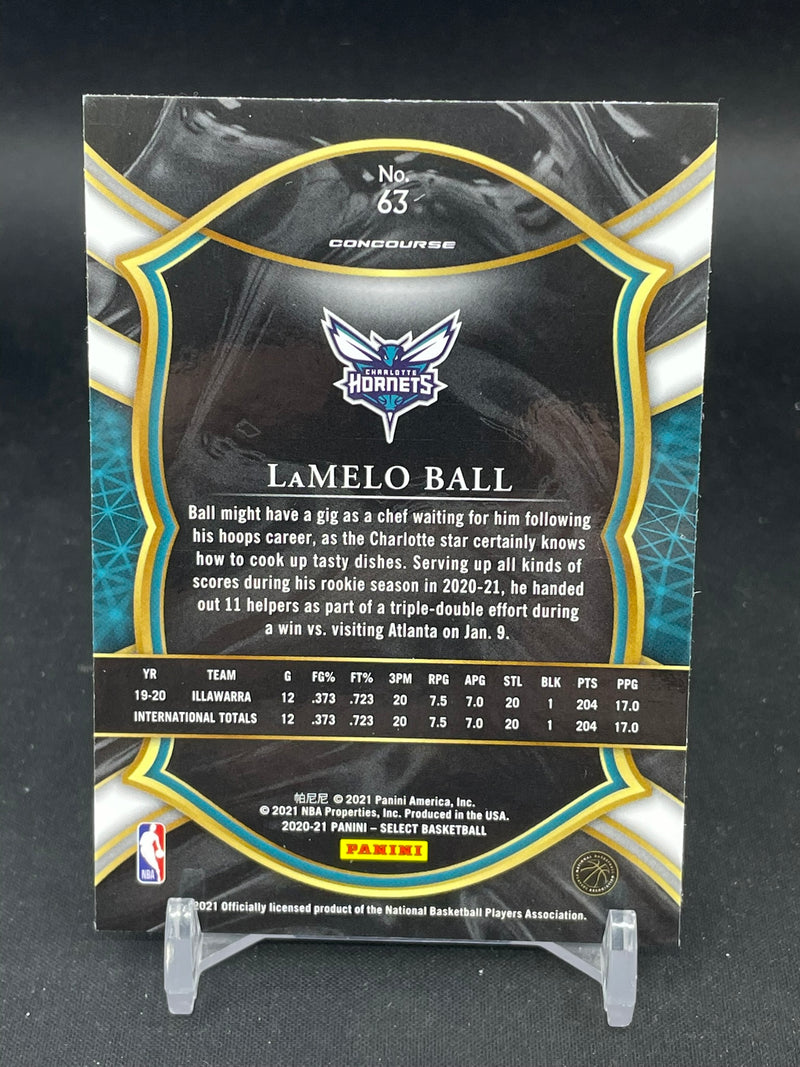 No.
63
CONCOURSE
CHARLOTTE
HORNETS
LaMELO BALL
Ball might have a gig as a chef waiting for him following
his hoops career, as the Charlotte star certainly knows
how to cook up tasty dishes. Serving up all kinds of
scores during his rookie season in 2020-21, he handed
out 11 helpers as part of a triple-double effort during
a win vs. visiting Atlanta on Jan. 9.
YR TEAM G FG% FT% 3PM RPG APG STL BLK PTS PPG
19-20 ILLAWARRA 12 .373 .723 20 7.5 7.0 20 1 204 17.0
INTERNATIONAL TOTALS 12 .373 .723 20 7.5 7.0 20 1 204 17.0
帕尼尼 © 2021 Panini America, Inc.
© 2021 NBA Properties, Inc. Produced in the USA.
2020-21 PANINI – SELECT BASKETBALL
PANINI
NBA
NATIONAL BASKETBALL
PLAYERS ASSOCIATION
2021 Officially licensed product of the National Basketball Players Association.